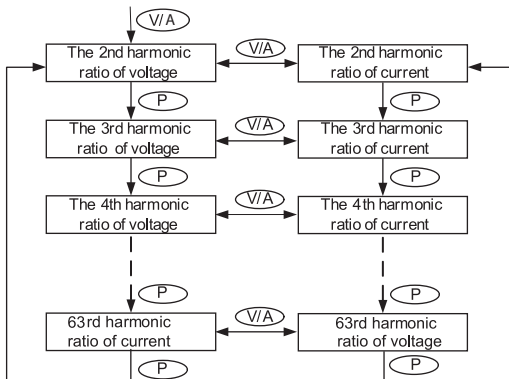 V/A
The 2nd harmonic
ratio of voltage
V/A
The 2nd harmonic
ratio of current
P
P
The 3rd harmonic
ratio of voltage
V/A
The 3rd harmonic
ratio of current
P
P
The 4th harmonic
ratio of voltage
V/A
The 4th harmonic
ratio of current
P
P
63rd harmonic
ratio of current
V/A
63rd harmonic
ratio of voltage
P
P